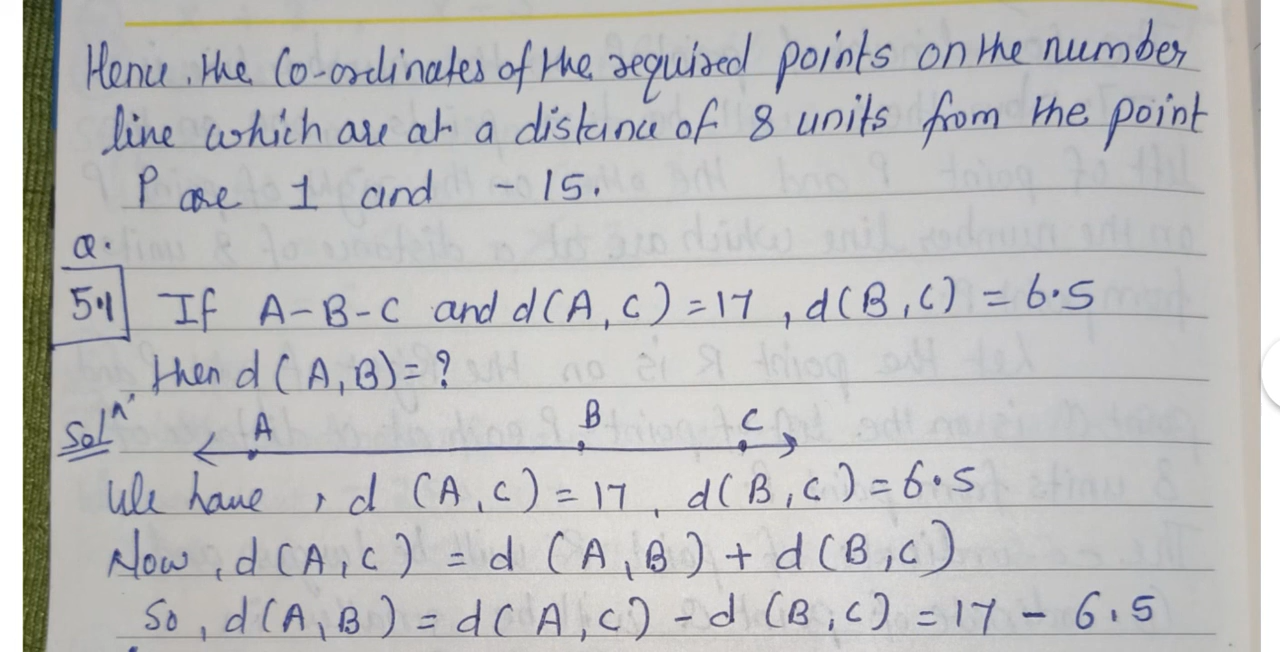 Hence, the Co-ordinates of the required points on the number
line which are at a distance of 8 units from the point
P are 1 and - 15.
Q.
5.1 If A-B-C and d(A, C) = 17, d(B, C) = 6.5
then d(A, B) = ?
Solⁿ.
A B C
We have, d (A, C) = 17, d(B, C) = 6.5
Now, d(A, C) = d (A, B) + d(B, C)
So, d(A, B) = d(A, C) - d(B, C) = 17 - 6.5